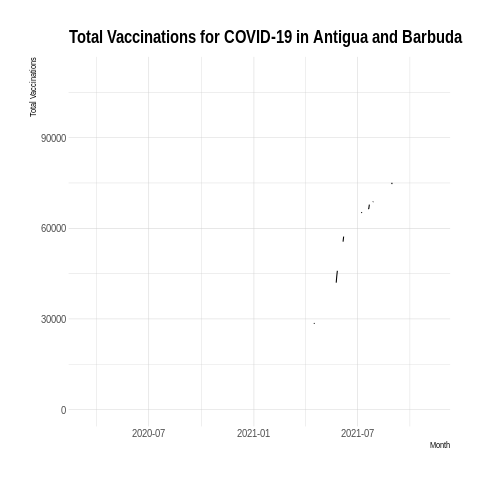 Total Vaccinations for COVID-19 in Antigua and Barbuda
Total Vaccinations
90000
60000
30000
0
2020-07 2021-01 2021-07
Month